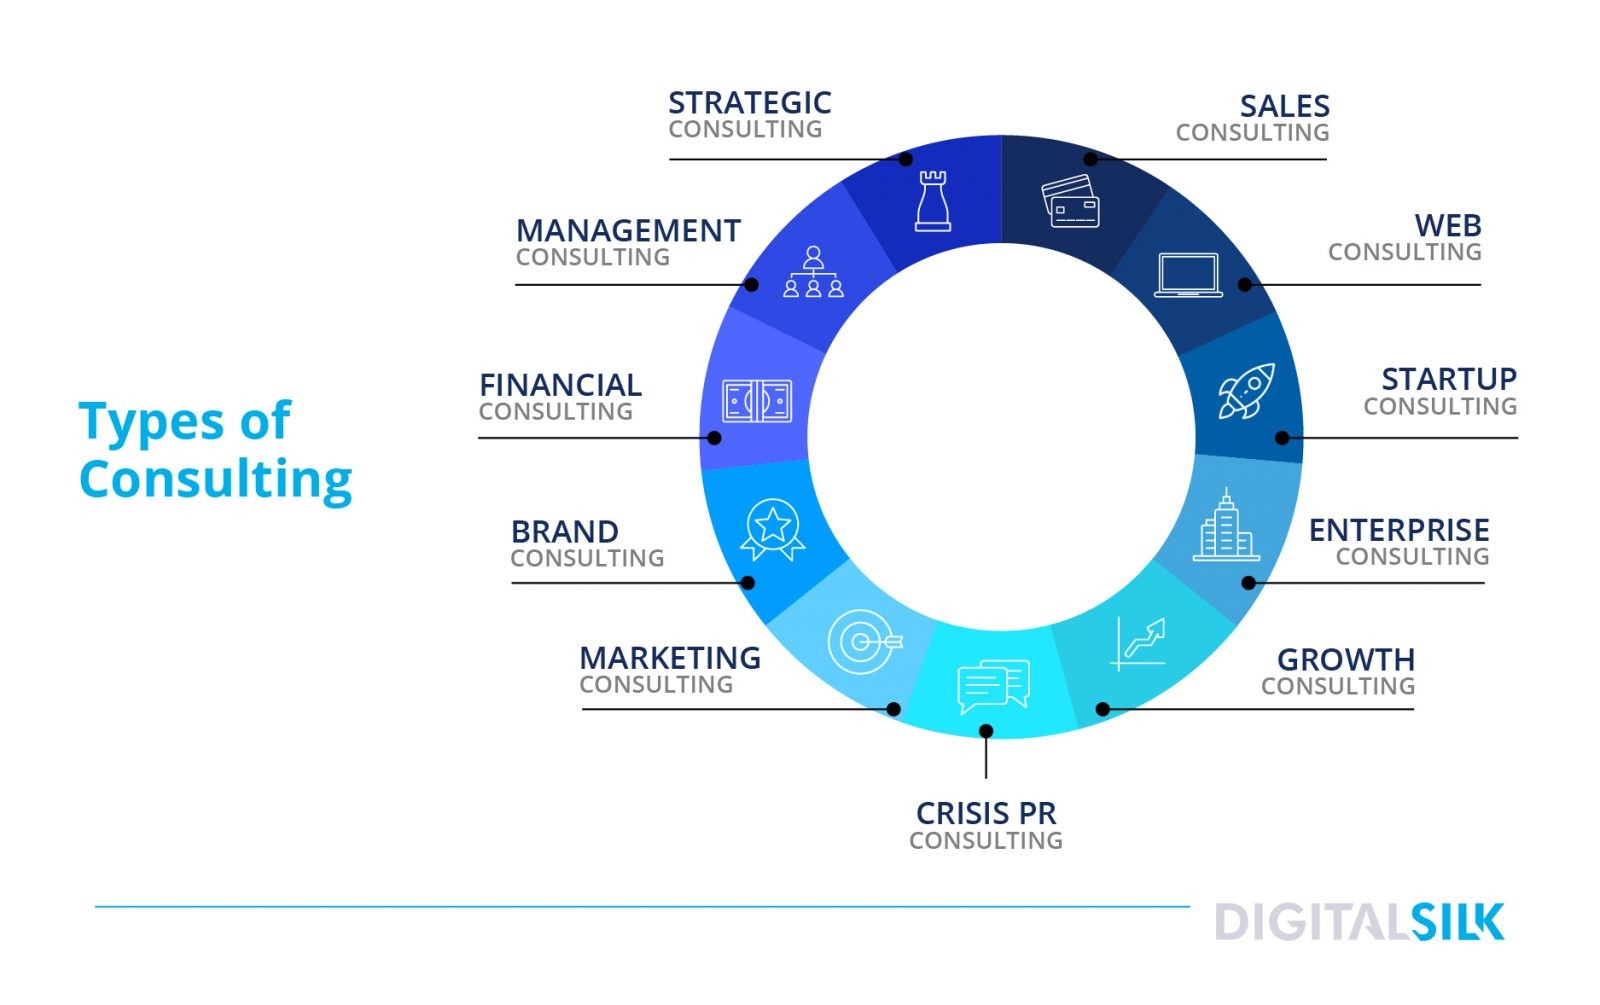 Types of
Consulting
STRATEGIC
CONSULTING
SALES
CONSULTING
MANAGEMENT
CONSULTING
WEB
CONSULTING
FINANCIAL
CONSULTING
STARTUP
CONSULTING
BRAND
CONSULTING
ENTERPRISE
CONSULTING
MARKETING
CONSULTING
GROWTH
CONSULTING
CRISIS PR
CONSULTING
DIGITALSILK